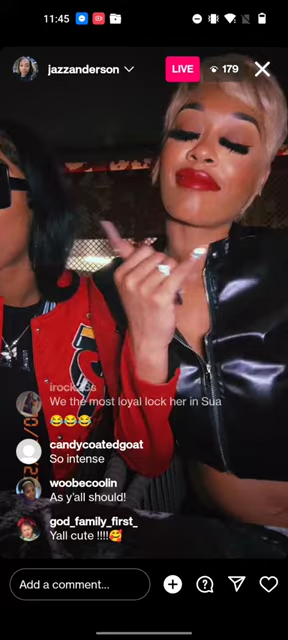 11:45
jazzanderson
LIVE
179
We the most loyal lock her in Sua
😂😂😂
candycoatedgoat
So intense
woobecoolin
As y'all should!
god_family_first_
Yall cute !!!!🥰
Add a comment...